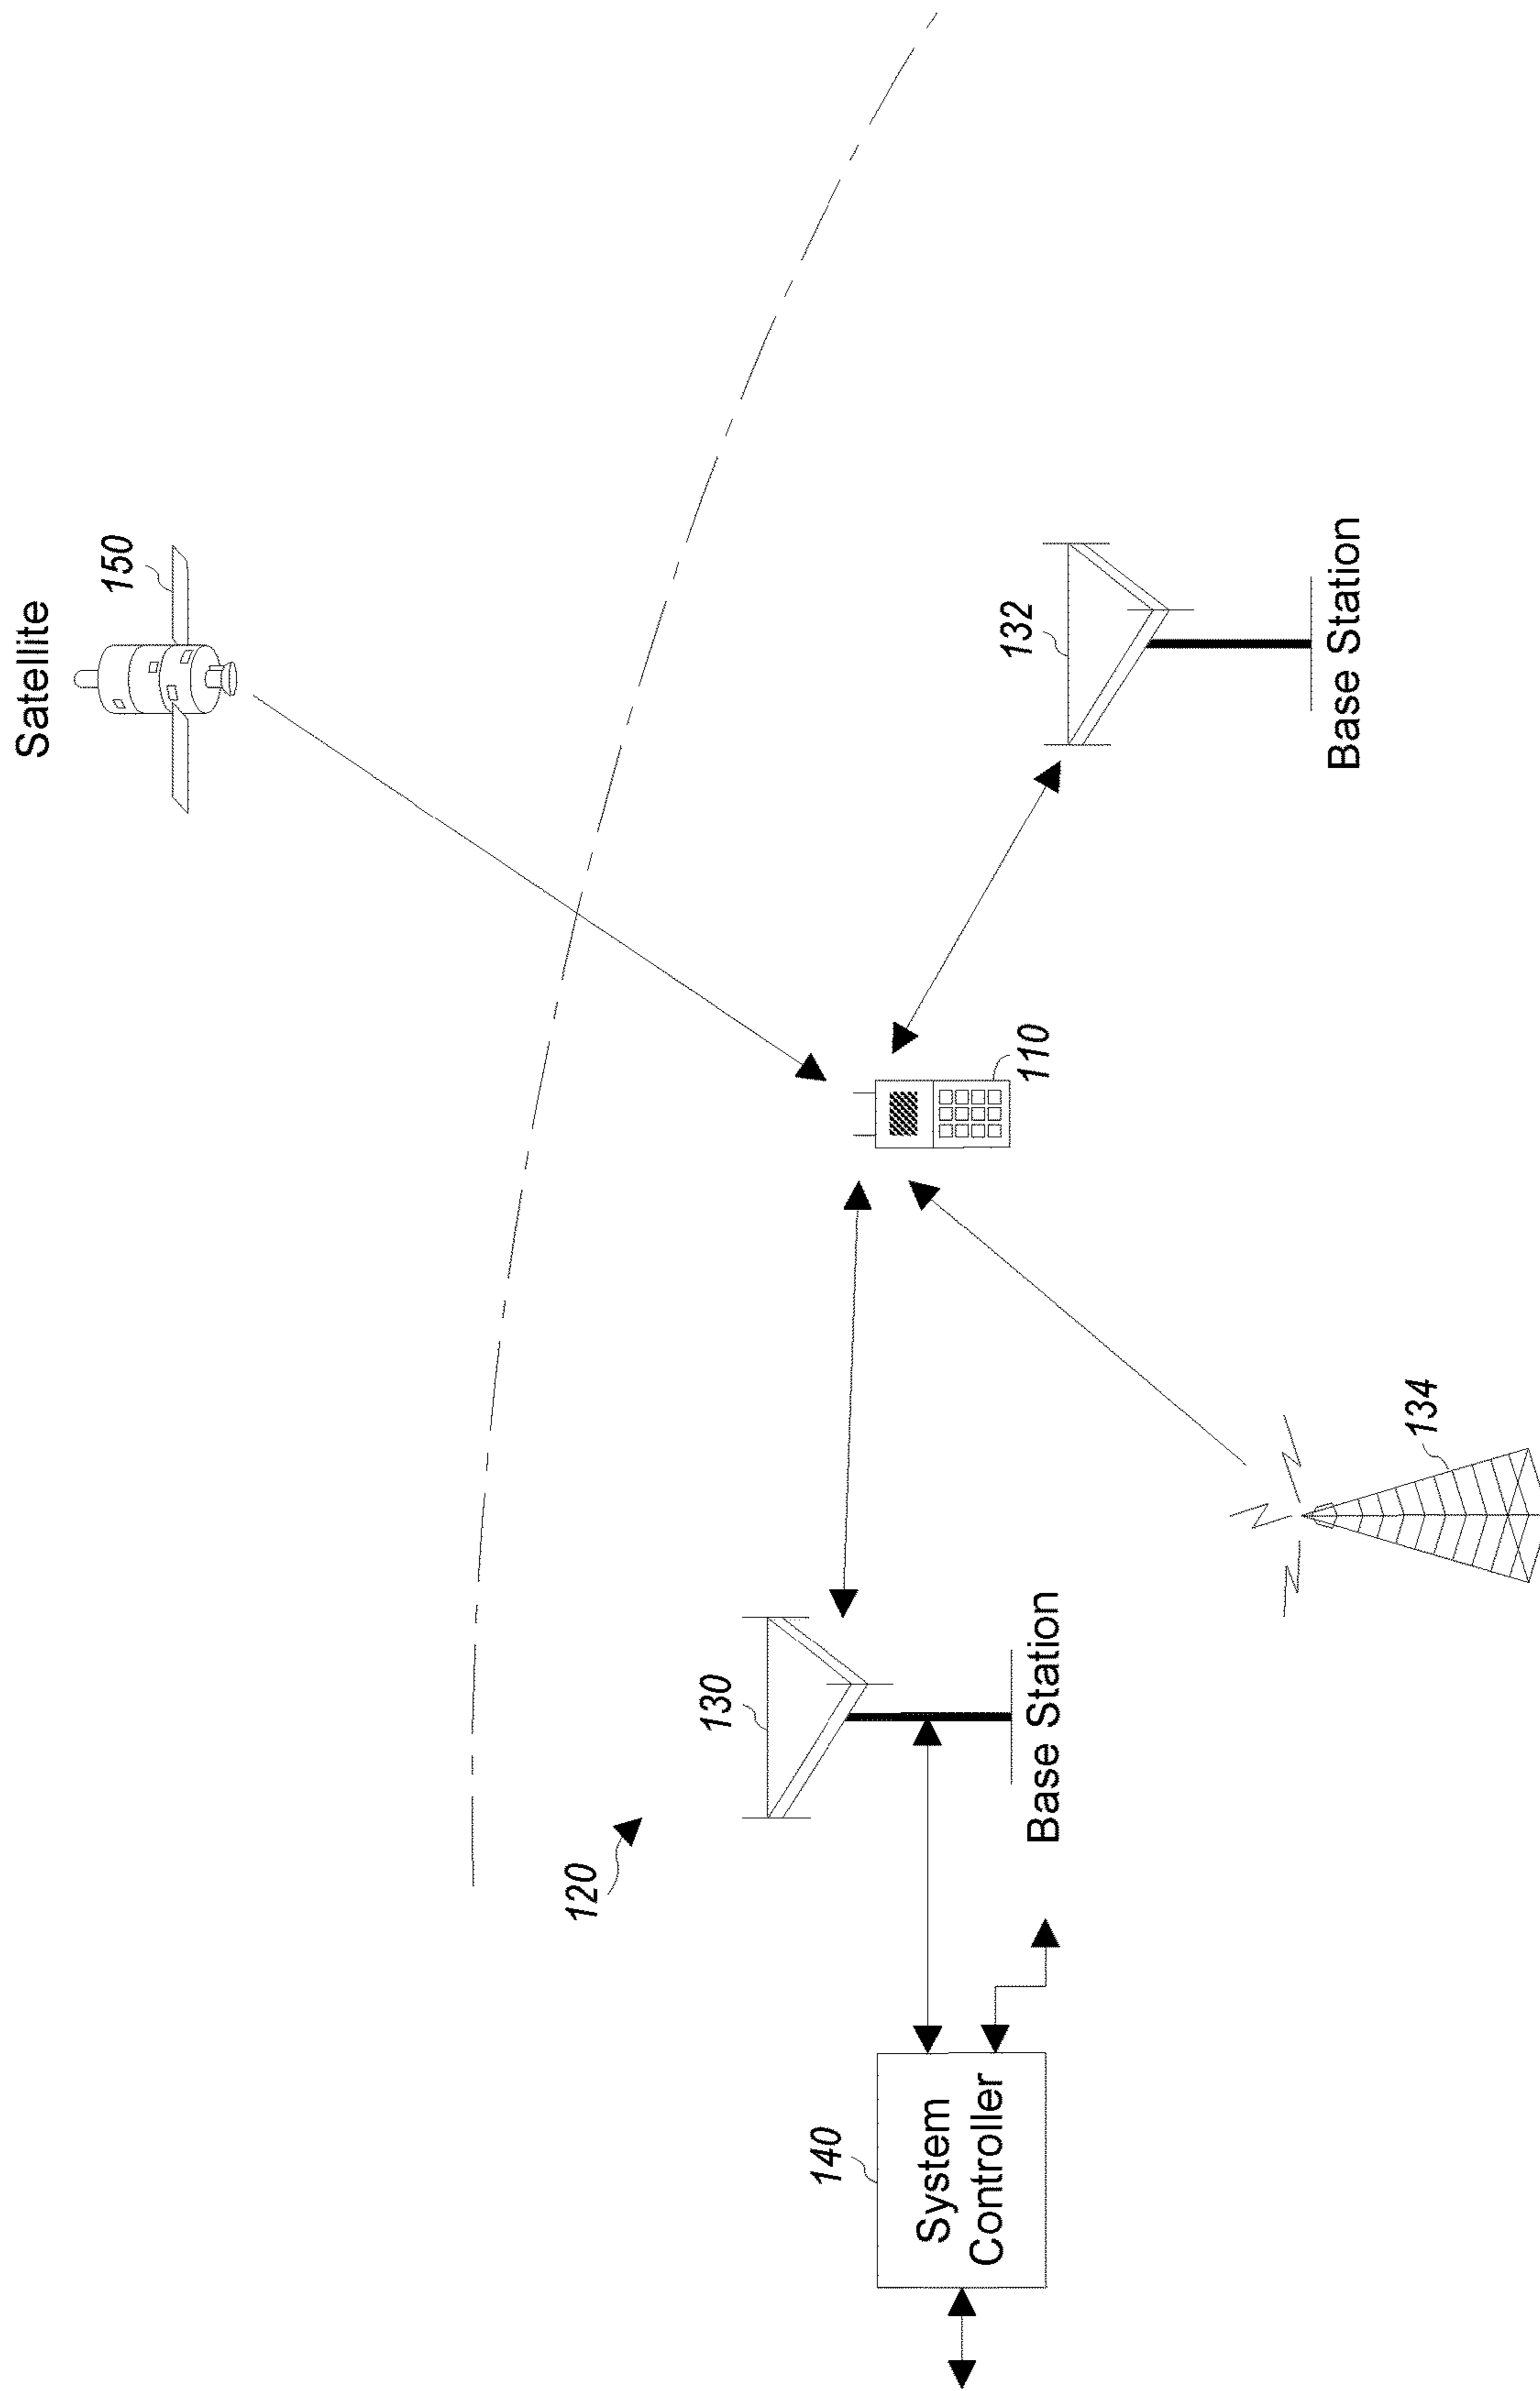 Satellite
150
120
130
132
140
System
Controller
110
Base Station
Base Station
134